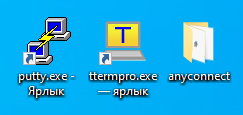 T
putty.exe -
Ярлык
ttermpro.exe
— ярлык
anyconnect